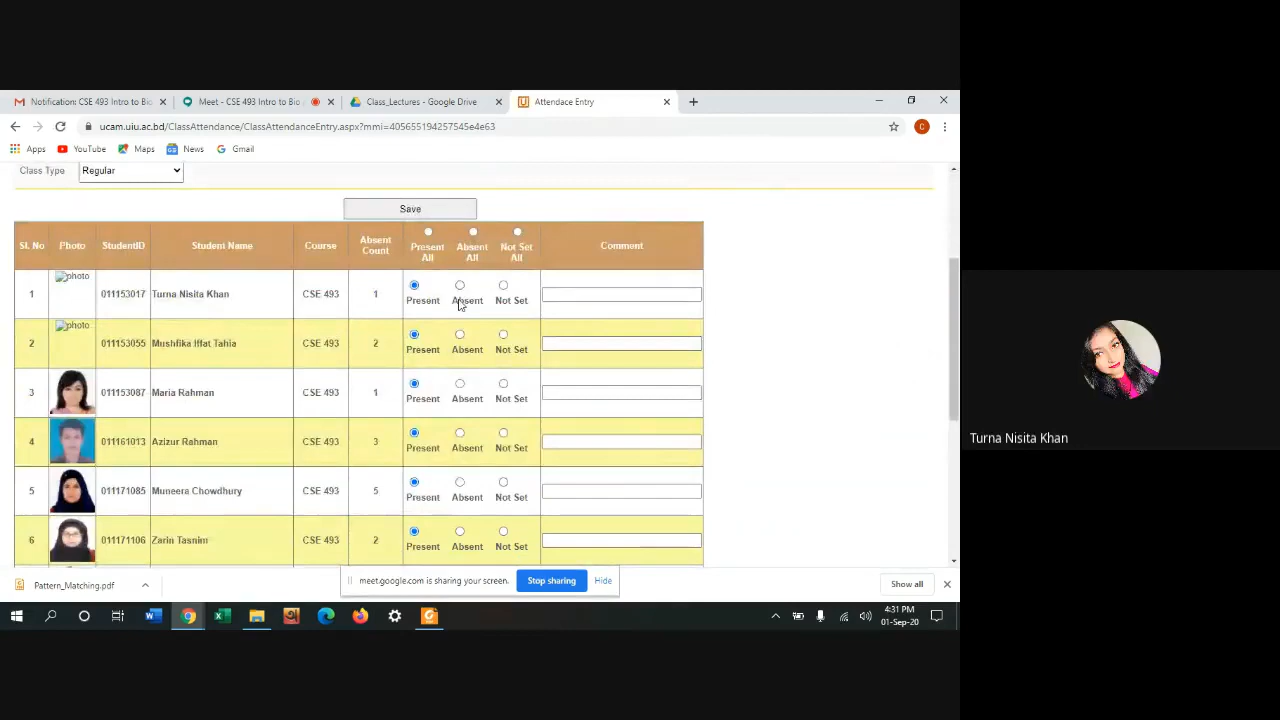 Notification: CSE 493 Intro to Bio
Meet - CSE 493 Intro to Bio
Class_Lectures - Google Drive
Attendace Entry
ucam.uiu.ac.bd/ClassAttendance/ClassAttendanceEntry.aspx?mmi=405655194257545e4e63
Apps YouTube Maps News Gmail
Class Type Regular
Save
Sl. No Photo StudentID Student Name Course Absent Count Present All Absent All Not Set All Comment
1 photo 011153017 Turna Nisita Khan CSE 493 1 Present Absent Not Set
2 photo 011153055 Mushfika Iffat Tahia CSE 493 2 Present Absent Not Set
3 011153087 Maria Rahman CSE 493 1 Present Absent Not Set
4 011161013 Azizur Rahman CSE 493 3 Present Absent Not Set
5 011171085 Muneera Chowdhury CSE 493 5 Present Absent Not Set
6 011171106 Zarin Tasnim CSE 493 2 Present Absent Not Set
Turna Nisita Khan
meet.google.com is sharing your screen. Stop sharing Hide
Pattern_Matching.pdf
Show all
4:31 PM
01-Sep-20